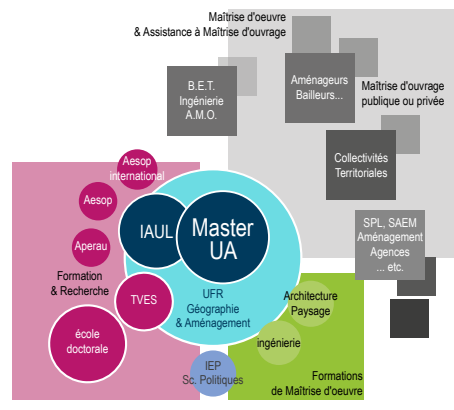 Maîtrise d'oeuvre
& Assistance à Maîtrise d'ouvrage
B.E.T.
Ingénierie
A.M.O.
Aménageurs
Bailleurs...
Maîtrise d'ouvrage
publique ou privée
Collectivités
Territoriales
SPL, SAEM
Aménagement
Agences
... etc.
Aesop
international
Aesop
Aperau
IAUL
Master
UA
Formation
& Recherche
TVES
UFR
Géographie
& Aménagement
école
doctorale
Architecture
Paysage
ingénierie
IEP
Sc. Politiques
Formations
de Maîtrise d'oeuvre